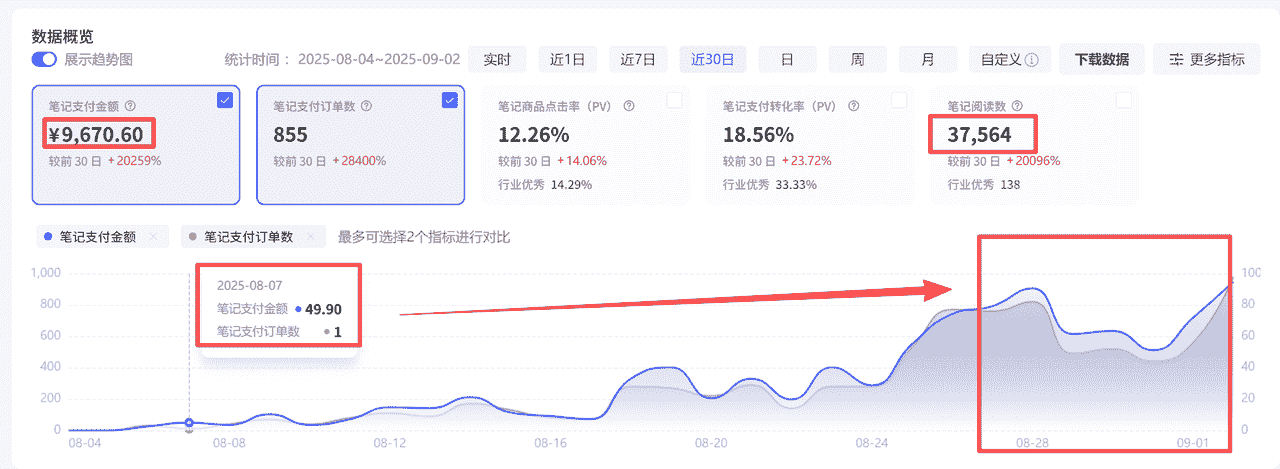 数据概览
展示趋势图 统计时间： 2025-08-04~2025-09-02 实时 近1日 近7日 近30日 日 周 月 自定义 下载数据 更多指标
笔记支付金额 笔记支付订单数 笔记商品点击率（PV） 笔记支付转化率（PV） 笔记阅读数
¥9,670.60 855 12.26% 18.56% 37,564
较前 30 日 +20259% 较前 30 日 +28400% 较前 30 日 +14.06% 较前 30 日 +23.72% 较前 30 日 +20096%
行业优秀 14.29% 行业优秀 33.33% 行业优秀 138
笔记支付金额 × 笔记支付订单数 × 最多可选择2个指标进行对比
1,000 100
2025-08-07
800 笔记支付金额 49.90 80
600 笔记支付订单数 1 60
400 40
200 20
0 0
08-04 08-08 08-12 08-16 08-20 08-24 08-28 09-01